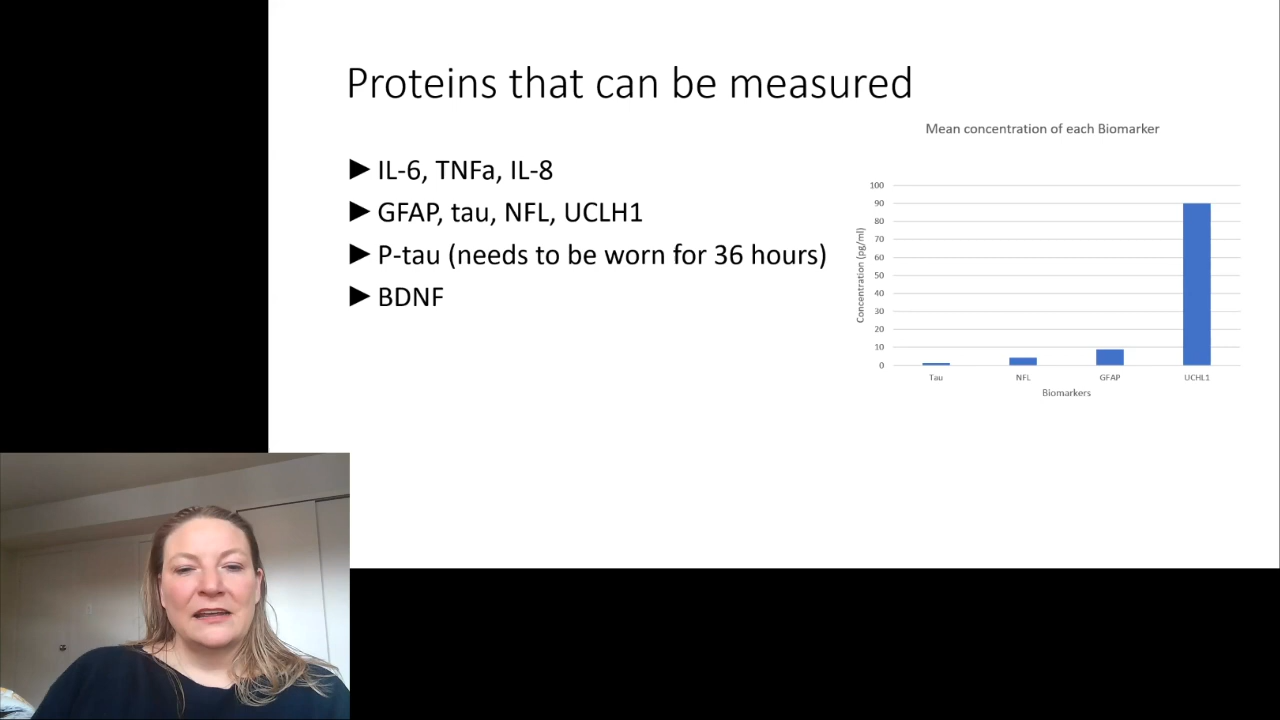 Proteins that can be measured
► IL-6, TNFa, IL-8
► GFAP, tau, NFL, UCLH1
► P-tau (needs to be worn for 36 hours)
► BDNF
Mean concentration of each Biomarker
Concentration (pg/ml)
100
90
80
70
60
50
40
30
20
10
0
Tau NFL GFAP UCHL1
Biomarkers